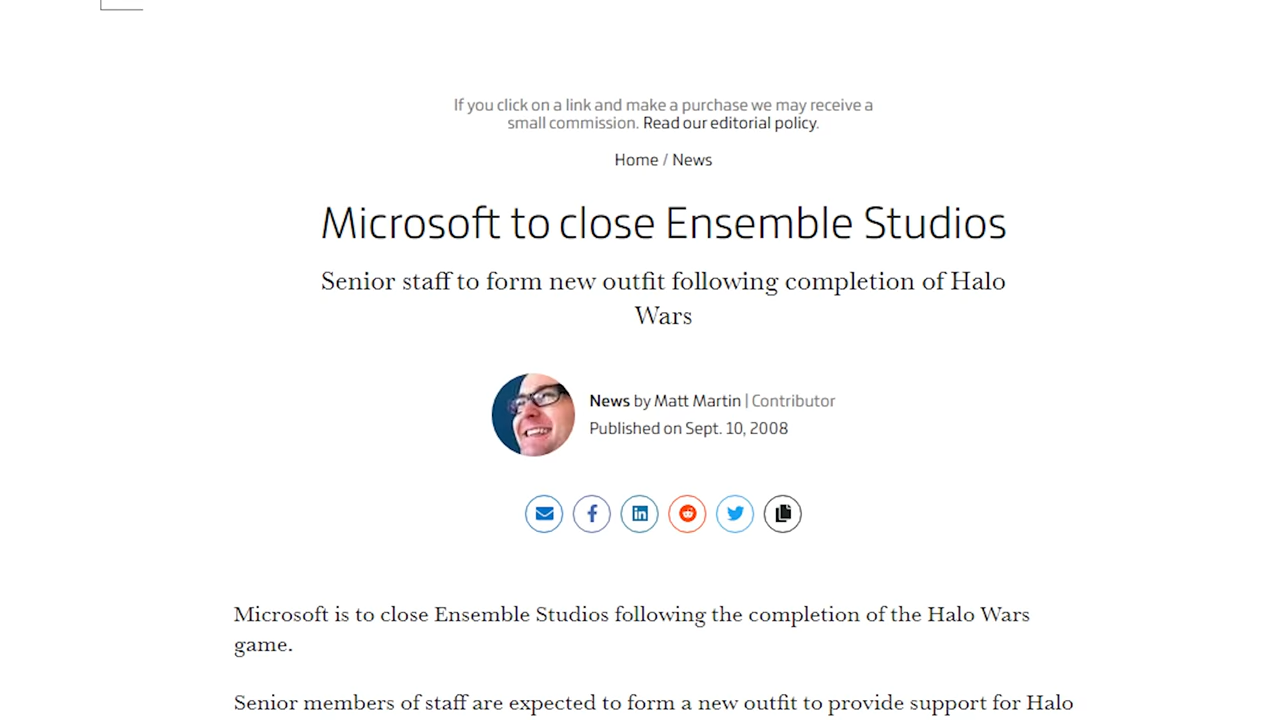 If you click on a link and make a purchase we may receive a
small commission. Read our editorial policy.
Home / News
Microsoft to close Ensemble Studios
Senior staff to form new outfit following completion of Halo
Wars
News by Matt Martin | Contributor
Published on Sept. 10, 2008
Microsoft is to close Ensemble Studios following the completion of the Halo Wars
game.
Senior members of staff are expected to form a new outfit to provide support for Halo